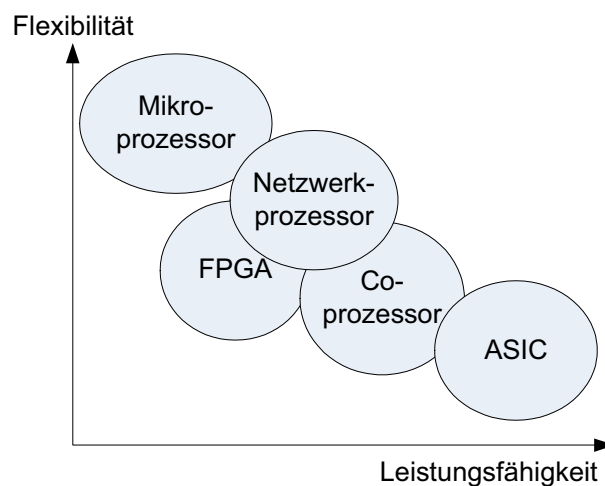 Flexibilität
Mikro-
prozessor
Netzwerk-
prozessor
FPGA
Co-
prozessor
ASIC
Leistungsfähigkeit